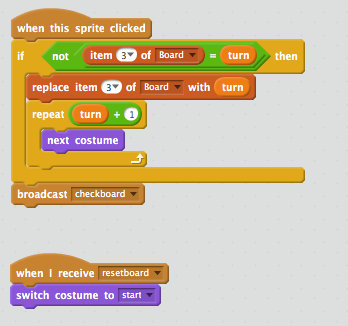 when this sprite clicked
if not item 3 of Board = turn then
replace item 3 of Board with turn
repeat turn + 1
next costume
broadcast checkboard
when I receive resetboard
switch costume to start